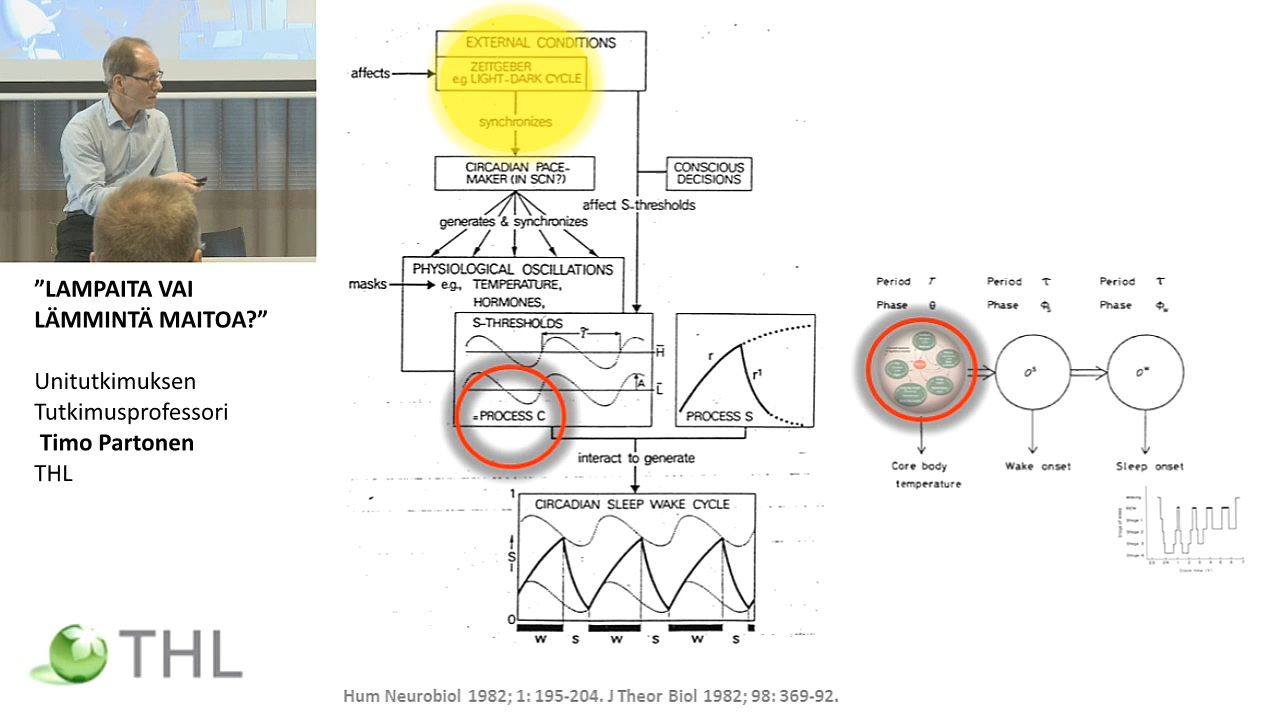 ”LAMPAITA VAI
LÄMMINTÄ MAITOA?”
Unitutkimuksen
Tutkimusprofessori
Timo Partonen
THL
THL
EXTERNAL CONDITIONS
ZEITGEBER
e.g. LIGHT-DARK CYCLE
affects
synchronizes
CIRCADIAN PACE-
MAKER (IN SCN?)
CONSCIOUS
DECISIONS
affect S-thresholds
generates & synchronizes
PHYSIOLOGICAL OSCILLATIONS
masks
e.g., TEMPERATURE,
HORMONES,
S-THRESHOLDS
?
H
A
L
=PROCESS C
r
r¹
PROCESS S
interact to generate
1
CIRCADIAN SLEEP WAKE CYCLE
S
0
W S W S W S
Period T
Phase θ
Period τ
Phase
Period τ
Phase
Core body
temperature
Wake onset
Sleep onset
Hum Neurobiol 1982; 1: 195-204. J Theor Biol 1982; 98: 369-92.